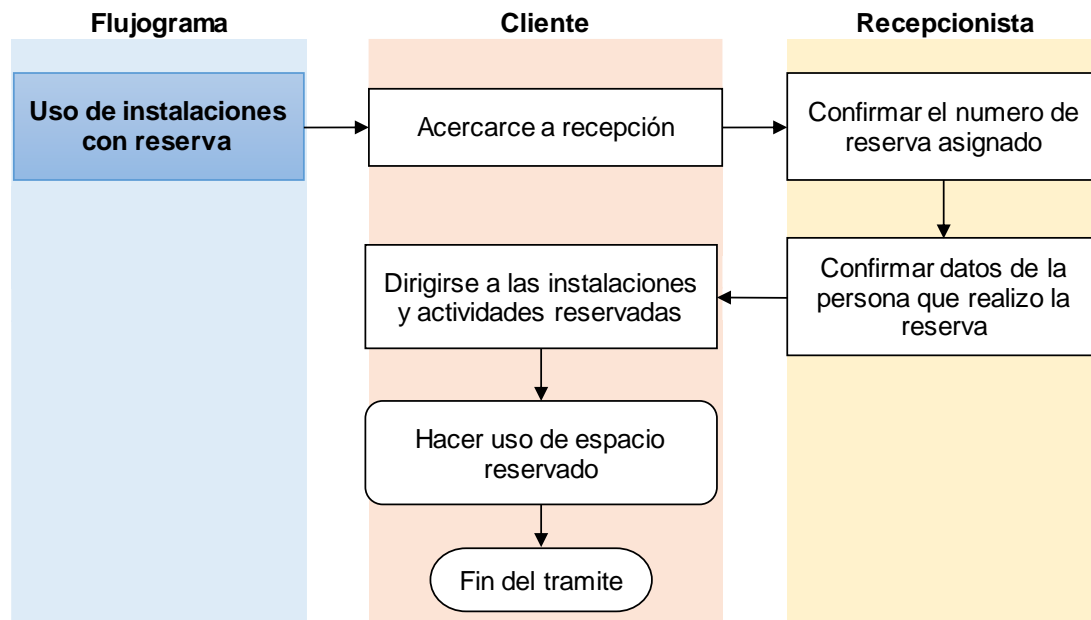 Flujograma
Cliente
Recepcionista
Uso de instalaciones
con reserva
Acercarce a recepción
Confirmar el numero de
reserva asignado
Confirmar datos de la
persona que realizo la
reserva
Dirigirse a las instalaciones
y actividades reservadas
Hacer uso de espacio
reservado
Fin del tramite